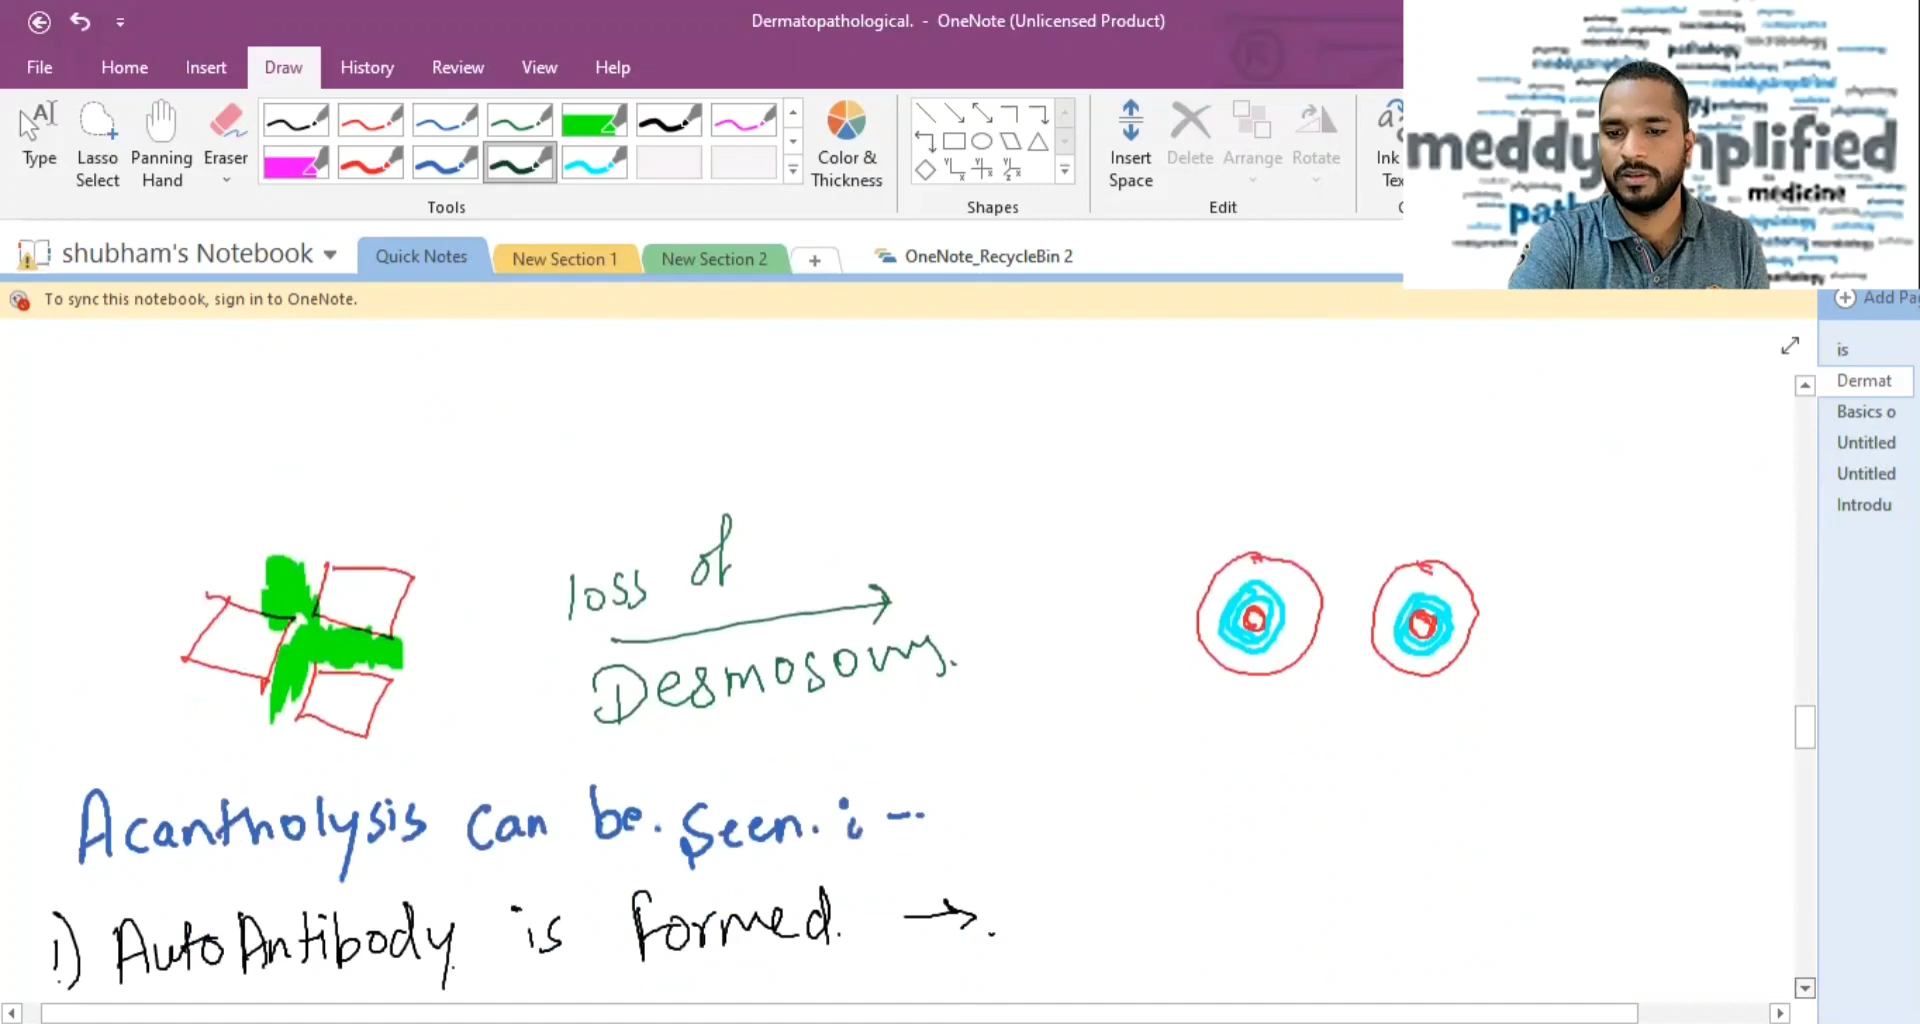 Dermatopathological. - OneNote (Unlicensed Product)
File Home Insert Draw History Review View Help
Type
Lasso Select
Panning Hand
Eraser
Color & Thickness
Insert Space
Delete
Arrange
Rotate
Ink
Tex
Tools
Shapes
Edit
medicine
shubham's Notebook
Quick Notes
New Section 1
New Section 2
OneNote_RecycleBin 2
To sync this notebook, sign in to OneNote.
Add Pa
is
Dermat
Basics o
Untitled
Untitled
Introdu
loss of
Desmosoms.
Acantholysis can be. seen. :-
1) AutoAntibody is formed. →.